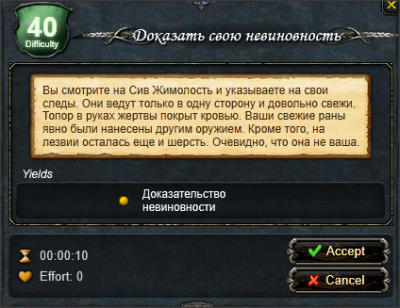 40
Difficulty
Доказать свою невиновность
Вы смотрите на Сив Жимолость и указываете на свои
следы. Они ведут только в одну сторону и довольно свежи.
Топор в руках жертвы покрыт кровью. Ваши свежие раны
явно были нанесены другим оружием. Кроме того, на
лезвии осталась еще и шерсть. Очевидно, что она не ваша.
Yields
Доказательство
невиновности
00:00:10
Accept
Effort: 0
Cancel